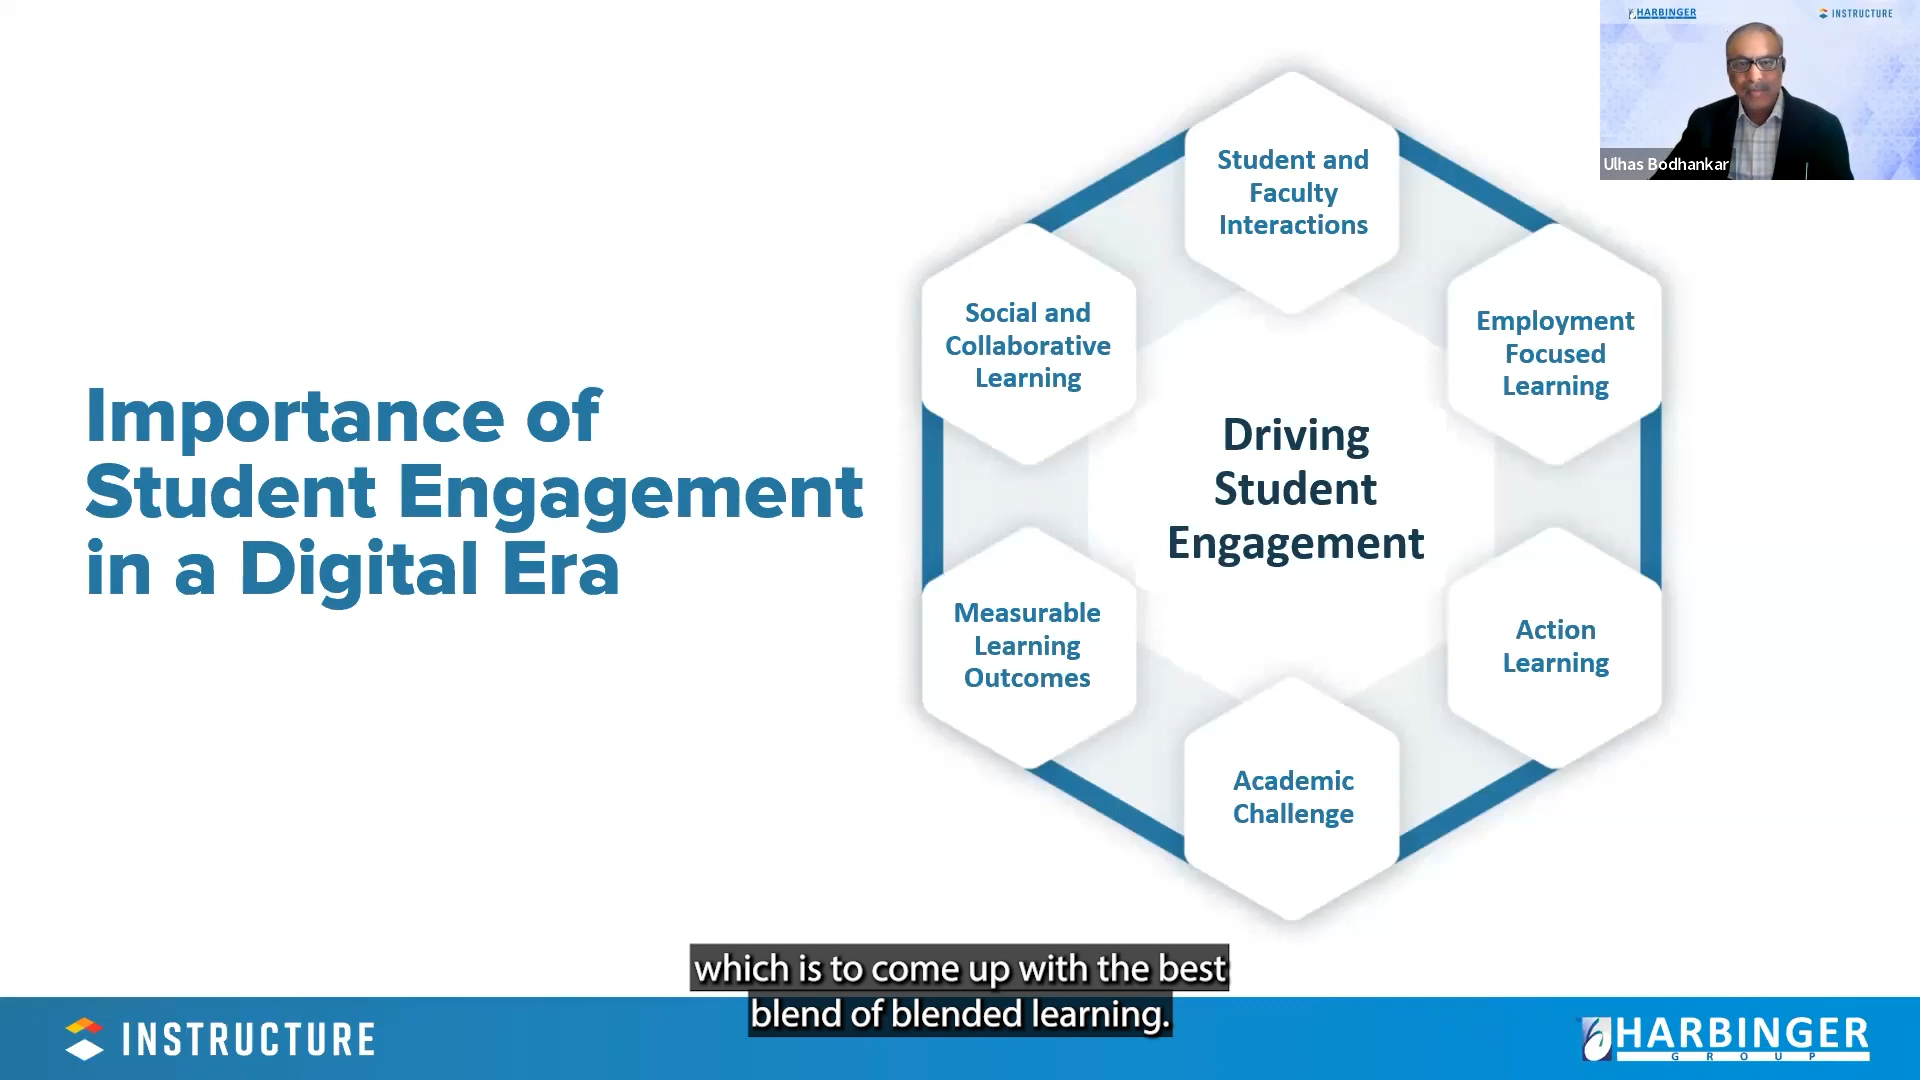 HARBINGER
INSTRUCTURE
Ulhas Bodhankar
Importance of
Student Engagement
in a Digital Era
Student and
Faculty
Interactions
Employment
Focused
Learning
Action
Learning
Academic
Challenge
Measurable
Learning
Outcomes
Social and
Collaborative
Learning
Driving
Student
Engagement
which is to come up with the best
blend of blended learning.
INSTRUCTURE
HARBINGER
GROUP